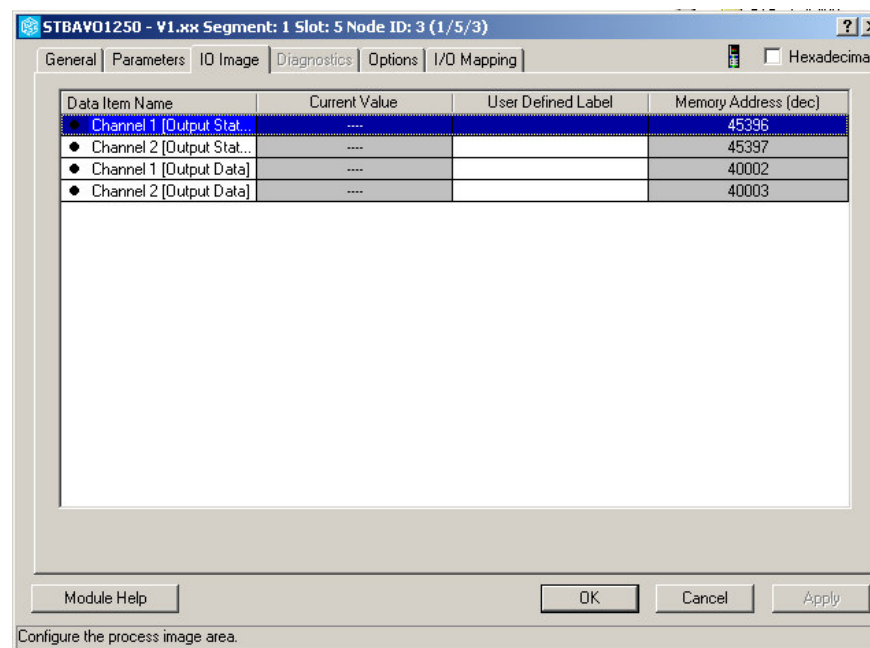 STBAVO1250 - V1.xx Segment: 1 Slot: 5 Node ID: 3 (1/5/3)
General Parameters IO Image Diagnostics Options I/O Mapping Hexadecima
Data Item Name Current Value User Defined Label Memory Address (dec)
Channel 1 [Output Stat... ---- 45396
Channel 2 [Output Stat... ---- 45397
Channel 1 [Output Data] ---- 40002
Channel 2 [Output Data] ---- 40003
Module Help OK Cancel Apply
Configure the process image area.